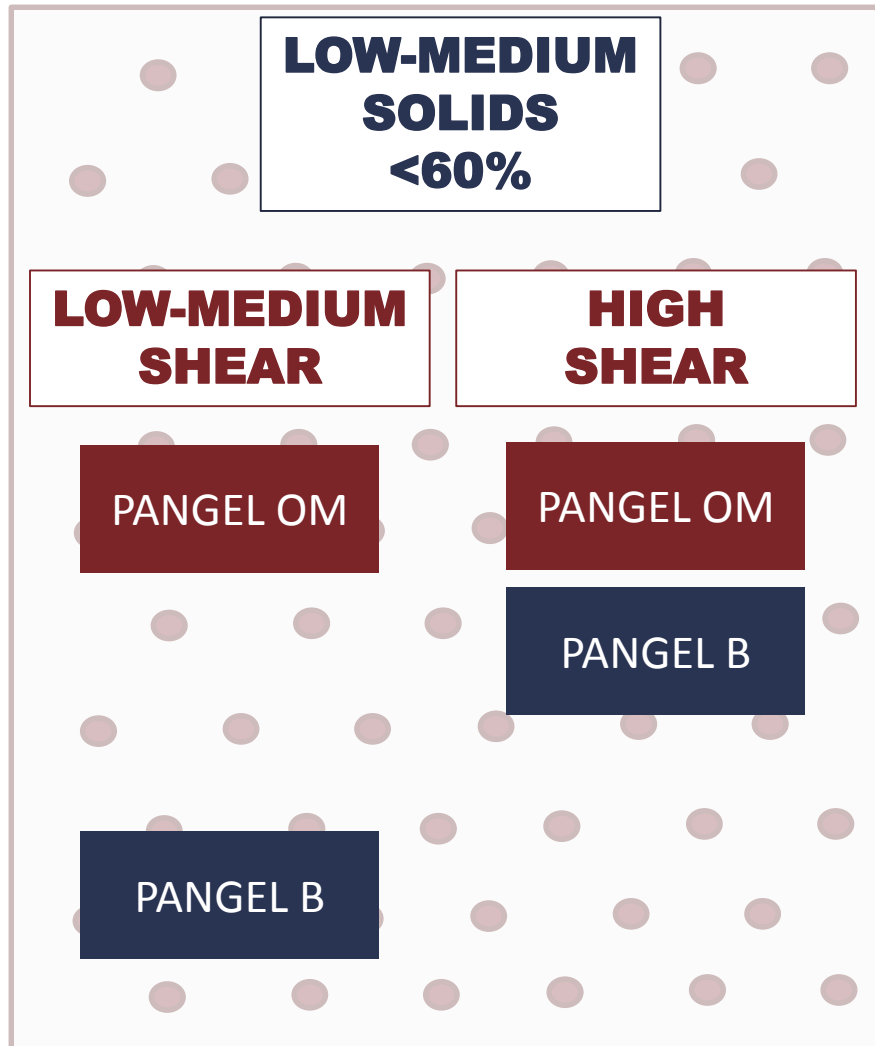 LOW-MEDIUM
SOLIDS
<60%
LOW-MEDIUM
SHEAR
HIGH
SHEAR
PANGEL OM
PANGEL OM
PANGEL B
PANGEL B